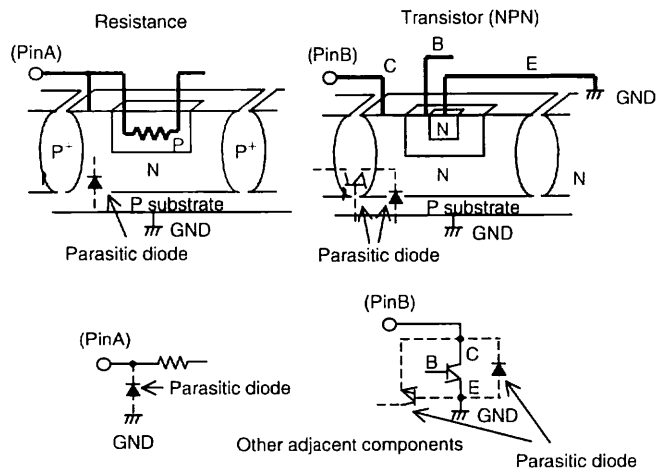 Resistance
Transistor (NPN)
(PinA)
(PinB)
C
B
E
GND
P+
P
P+
N
N
N
N
P substrate
GND
Parasitic diode
P substrate
GND
Parasitic diode
(PinA)
Parasitic diode
GND
(PinB)
B
C
E
GND
Other adjacent components
Parasitic diode